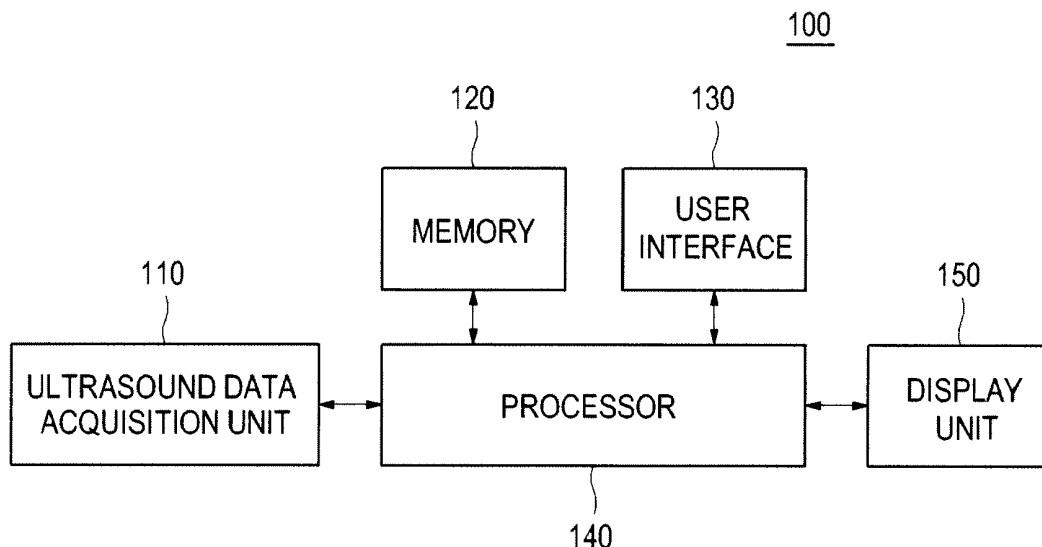 100
120
130
MEMORY
USER
INTERFACE
110
150
ULTRASOUND DATA
ACQUISITION UNIT
PROCESSOR
DISPLAY
UNIT
140